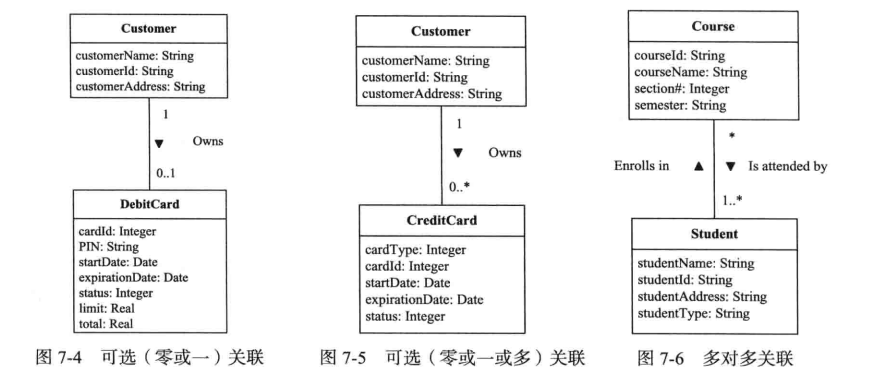 Customer
customerName: String
customerId: String
customerAddress: String
1
Owns
0..1
DebitCard
cardId: Integer
PIN: String
startDate: Date
expirationDate: Date
status: Integer
limit: Real
total: Real
图 7-4 可选（零或一）关联
Customer
customerName: String
customerId: String
customerAddress: String
1
Owns
0..*
CreditCard
cardType: Integer
cardId: Integer
startDate: Date
expirationDate: Date
status: Integer
图 7-5 可选（零或一或多）关联
Course
courseId: String
courseName: String
section#: Integer
semester: String
*
Enrolls in
Is attended by
1..*
Student
studentName: String
studentId: String
studentAddress: String
studentType: String
图 7-6 多对多关联